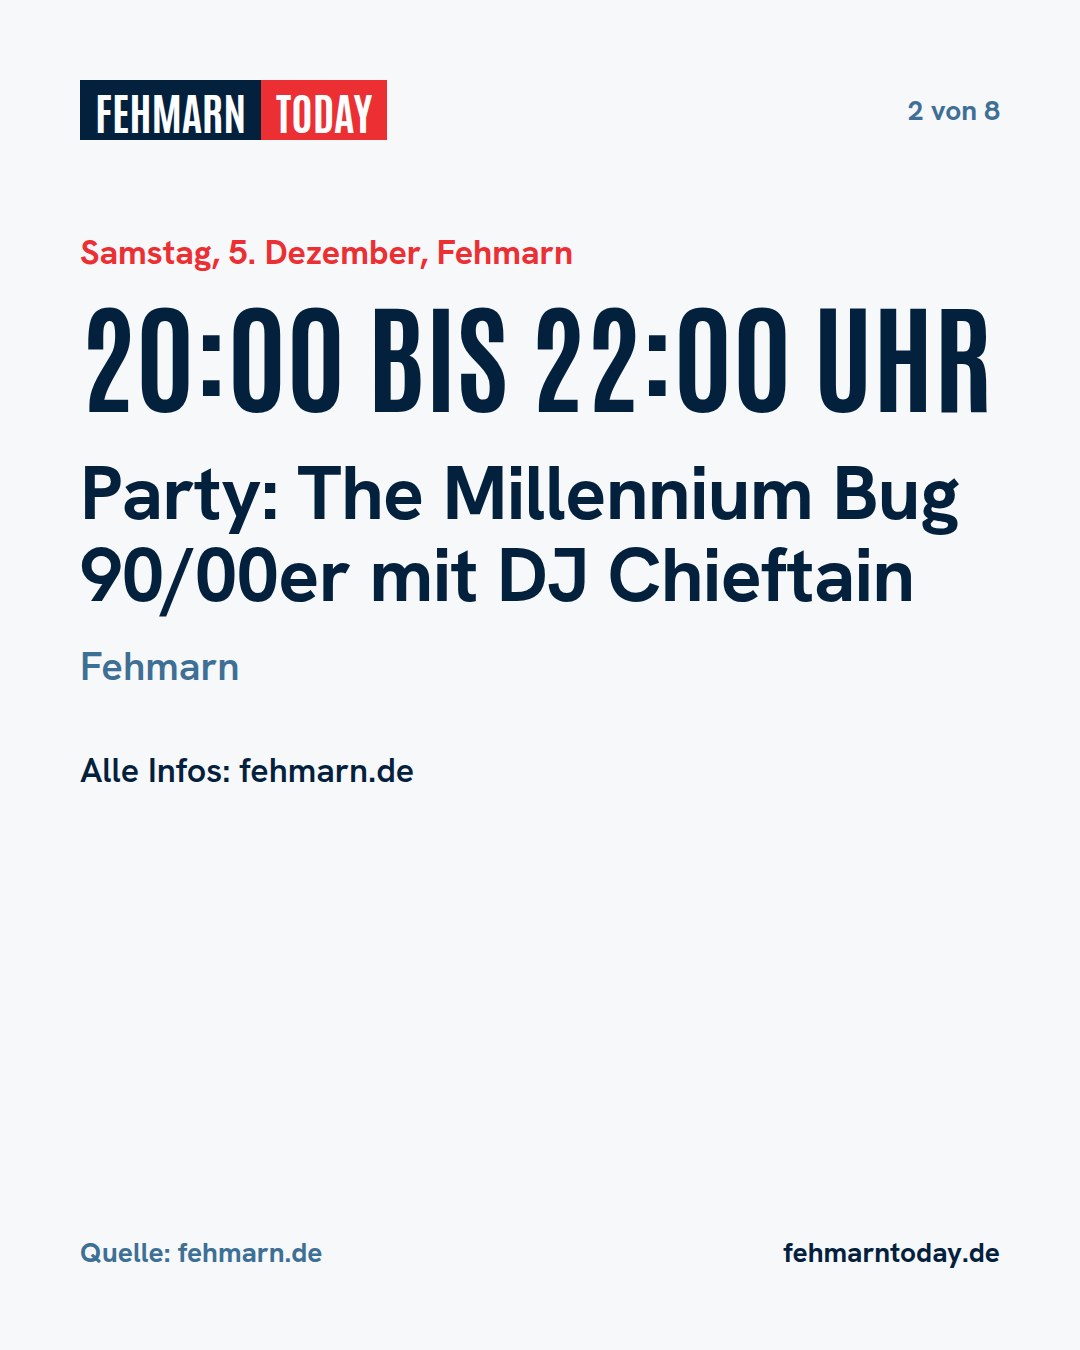 FEHMARN TODAY
2 von 8
Samstag, 5. Dezember, Fehmarn
20:00 BIS 22:00 UHR
Party: The Millennium Bug
90/00er mit DJ Chieftain
Fehmarn
Alle Infos: fehmarn.de
Quelle: fehmarn.de
fehmarntoday.de